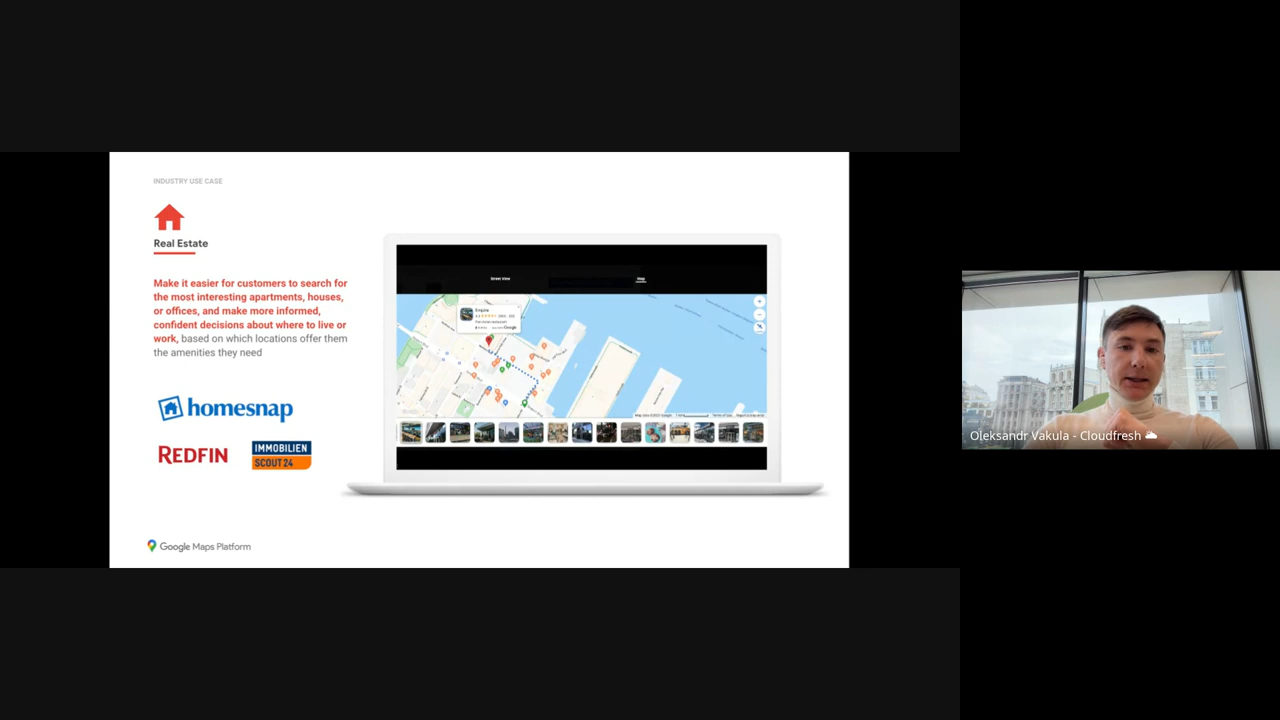 INDUSTRY USE CASE
Real Estate
Make it easier for customers to search for
the most interesting apartments, houses,
or offices, and make more informed,
confident decisions about where to live or
work, based on which locations offer them
the amenities they need
homesnap
REDFIN
IMMOBILIEN
SCOUT 24
Google Maps Platform
Street View
Map
Empire
Google
Oleksandr Vakula - Cloudfresh